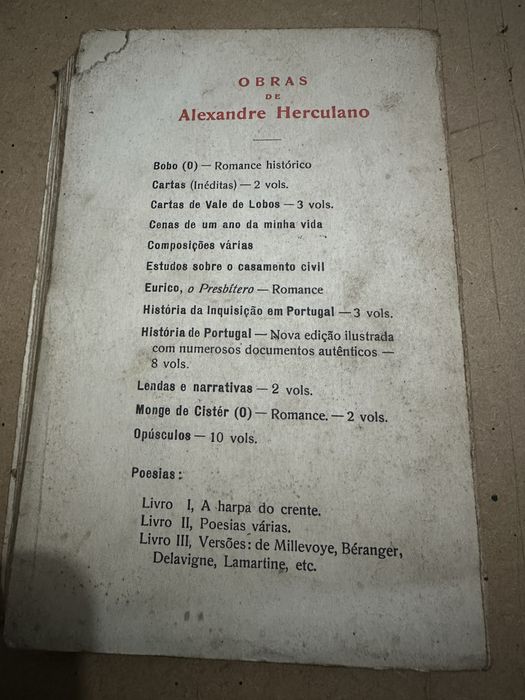 OBRAS
DE
Alexandre Herculano
Bobo (O) — Romance histórico
Cartas (Inéditas) — 2 vols.
Cartas de Vale de Lobos — 3 vols.
Cenas de um ano da minha vida
Composições várias
Estudos sobre o casamento civil
Eurico, o Presbítero — Romance
História da Inquisição em Portugal — 3 vols.
História de Portugal — Nova edição ilustrada
com numerosos documentos autênticos —
8 vols.
Lendas e narrativas — 2 vols.
Monge de Cistér (O) — Romance. — 2 vols.
Opúsculos — 10 vols.
Poesias:
Livro I, A harpa do crente.
Livro II, Poesias várias.
Livro III, Versões: de Millevoye, Béranger,
Delavigne, Lamartine, etc.